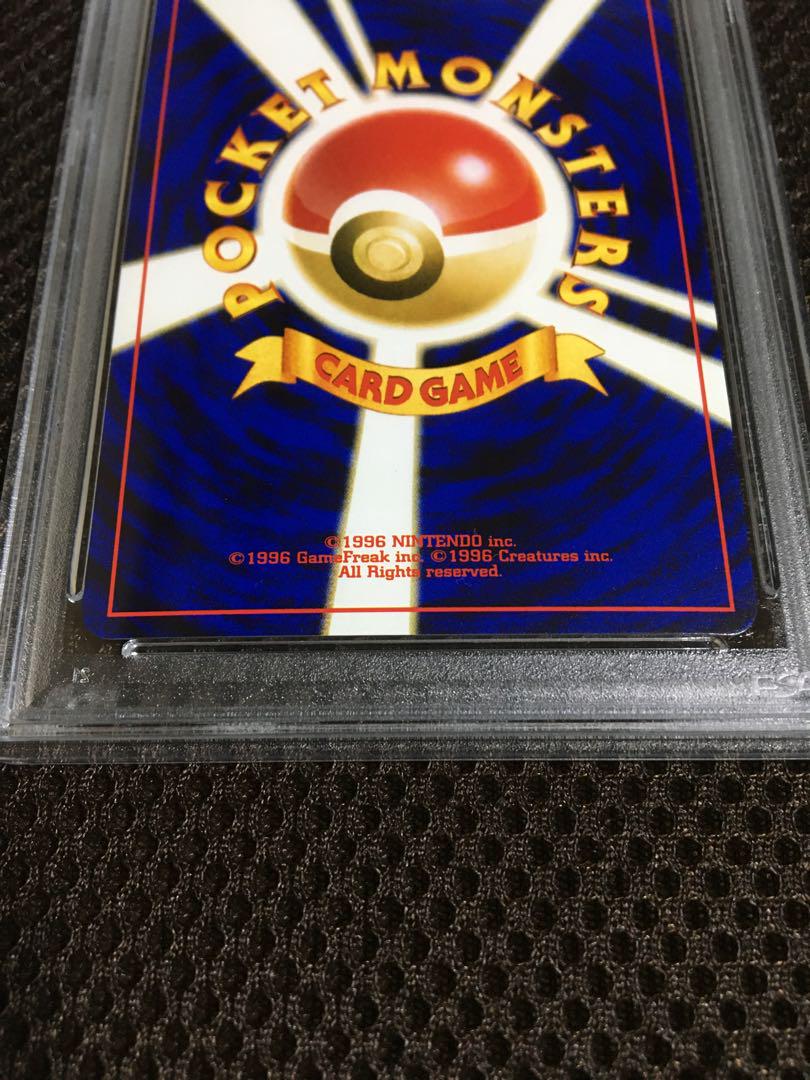 POCKET MONSTERS
CARD GAME
©1996 NINTENDO inc.
©1996 GameFreak inc. ©1996 Creatures inc.
All Rights reserved.